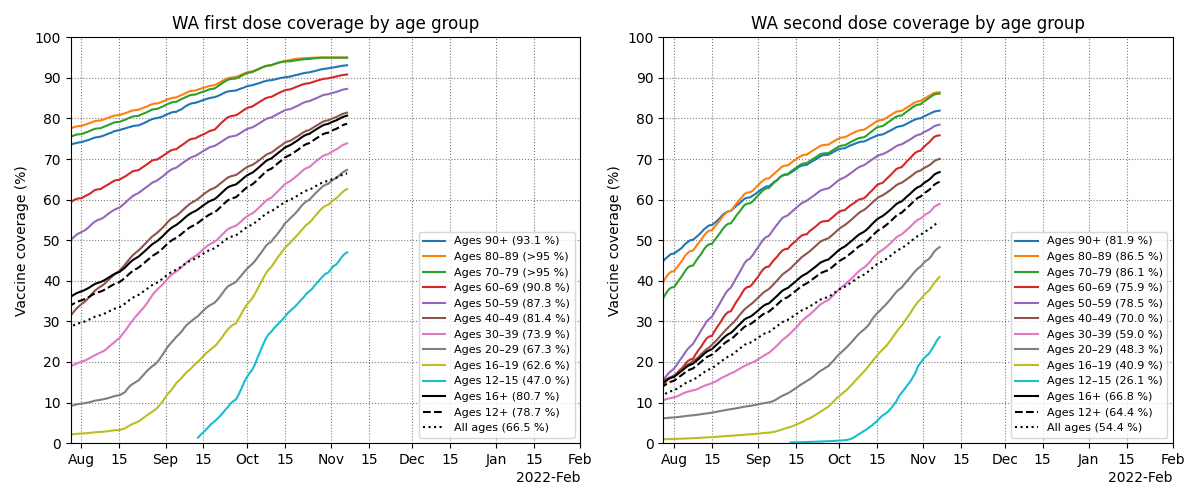 WA first dose coverage by age group
Vaccine coverage (%)
100
90
80
70
60
50
40
30
20
10
0
Aug 15 Sep 15 Oct 15 Nov 15 Dec 15 Jan 15 Feb
2022-Feb
Ages 90+ (93.1 %)
Ages 80–89 (>95 %)
Ages 70–79 (>95 %)
Ages 60–69 (90.8 %)
Ages 50–59 (87.3 %)
Ages 40–49 (81.4 %)
Ages 30–39 (73.9 %)
Ages 20–29 (67.3 %)
Ages 16–19 (62.6 %)
Ages 12–15 (47.0 %)
Ages 16+ (80.7 %)
Ages 12+ (78.7 %)
All ages (66.5 %)
WA second dose coverage by age group
Vaccine coverage (%)
100
90
80
70
60
50
40
30
20
10
0
Aug 15 Sep 15 Oct 15 Nov 15 Dec 15 Jan 15 Feb
2022-Feb
Ages 90+ (81.9 %)
Ages 80–89 (86.5 %)
Ages 70–79 (86.1 %)
Ages 60–69 (75.9 %)
Ages 50–59 (78.5 %)
Ages 40–49 (70.0 %)
Ages 30–39 (59.0 %)
Ages 20–29 (48.3 %)
Ages 16–19 (40.9 %)
Ages 12–15 (26.1 %)
Ages 16+ (66.8 %)
Ages 12+ (64.4 %)
All ages (54.4 %)